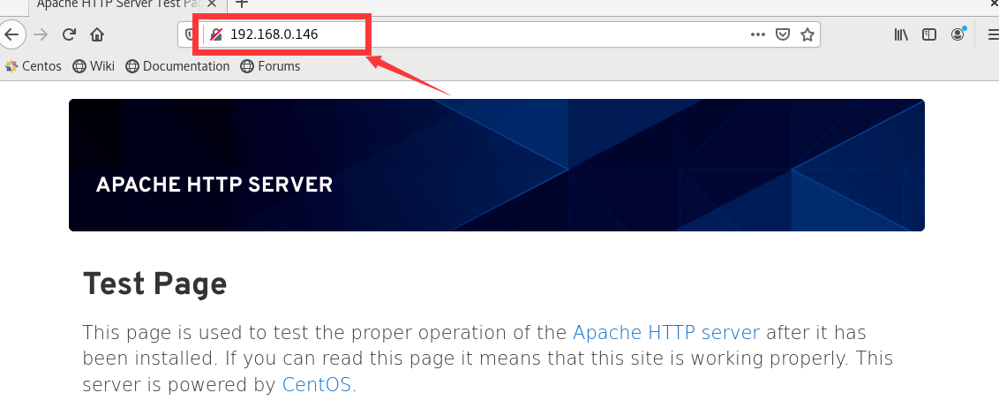 Apache HTTP Server Test Pag
192.168.0.146
Centos Wiki Documentation Forums
APACHE HTTP SERVER
Test Page
This page is used to test the proper operation of the Apache HTTP server after it has
been installed. If you can read this page it means that this site is working properly. This
server is powered by CentOS.